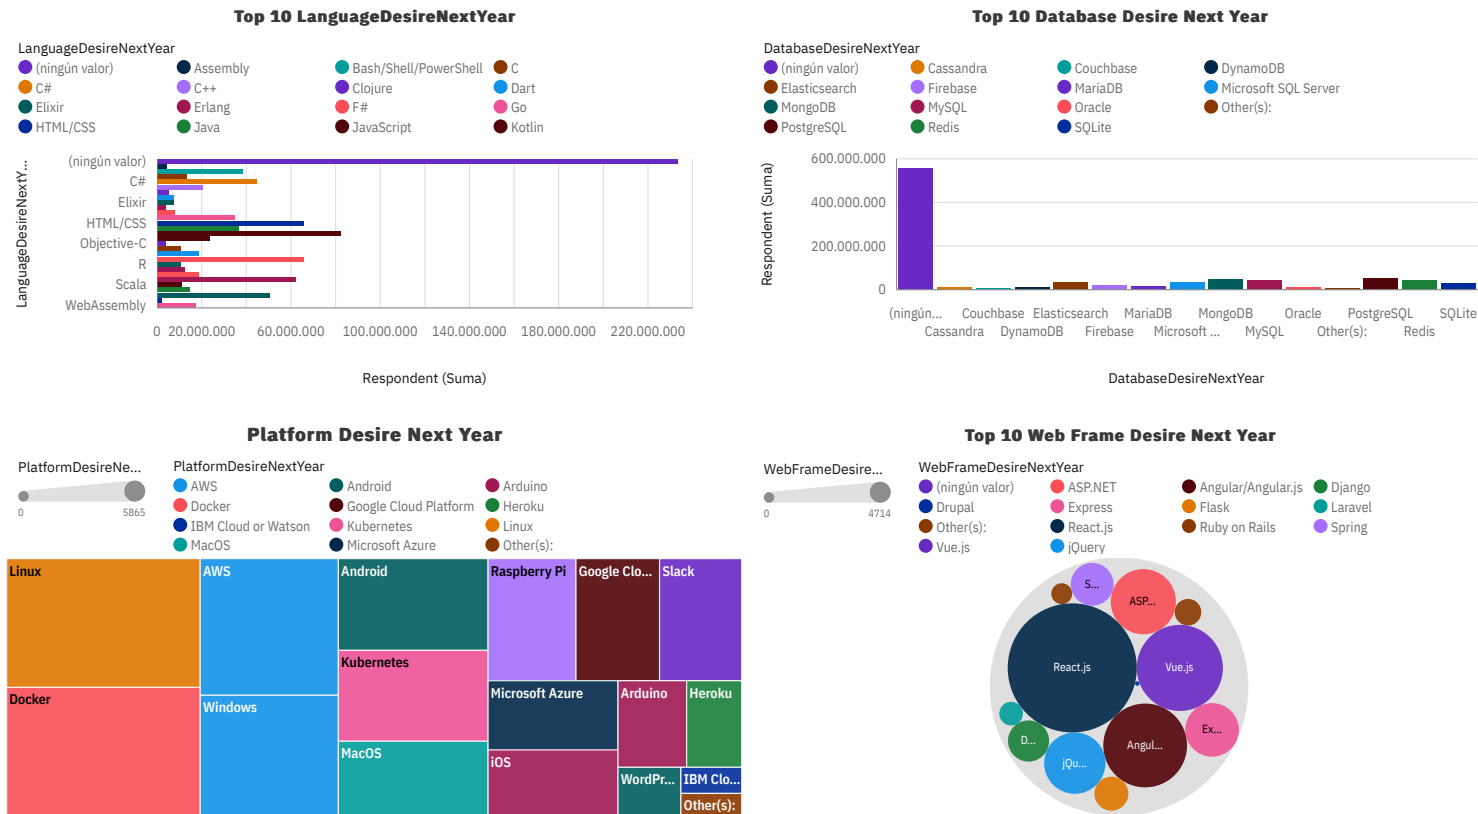 Top 10 LanguageDesireNextYear
LanguageDesireNextYear
(ningún valor) Assembly Bash/Shell/PowerShell C
C# C++ Clojure Dart
Elixir Erlang F# Go
HTML/CSS Java JavaScript Kotlin
LanguageDesireNextY...
(ningún valor)
C#
Elixir
HTML/CSS
Objective-C
R
Scala
WebAssembly
0 20.000.000 60.000.000 100.000.000 140.000.000 180.000.000 220.000.000
Respondent (Suma)
Top 10 Database Desire Next Year
DatabaseDesireNextYear
(ningún valor) Cassandra Couchbase DynamoDB
Elasticsearch Firebase MariaDB Microsoft SQL Server
MongoDB MySQL Oracle Other(s):
PostgreSQL Redis SQLite
Respondent (Suma)
600.000.000
400.000.000
200.000.000
0
(ningún... Couchbase Elasticsearch MariaDB MongoDB Oracle PostgreSQL SQLite
Cassandra DynamoDB Firebase Microsoft ... MySQL Other(s): Redis
DatabaseDesireNextYear
Platform Desire Next Year
PlatformDesireNe...
0 5865
PlatformDesireNextYear
AWS Android Arduino
Docker Google Cloud Platform Heroku
IBM Cloud or Watson Kubernetes Linux
MacOS Microsoft Azure Other(s):
Linux
Docker
AWS
Windows
Android
Kubernetes
MacOS
Raspberry Pi
Google Clo...
Slack
Microsoft Azure
iOS
Arduino
Heroku
WordPr...
IBM Clo...
Other(s):
Top 10 Web Frame Desire Next Year
WebFrameDesire...
0 4714
WebFrameDesireNextYear
(ningún valor) ASP.NET Angular/Angular.js Django
Drupal Express Flask Laravel
Other(s): React.js Ruby on Rails Spring
Vue.js jQuery
S...
ASP...
React.js
Vue.js
Ex...
D...
Angul...
jQu...